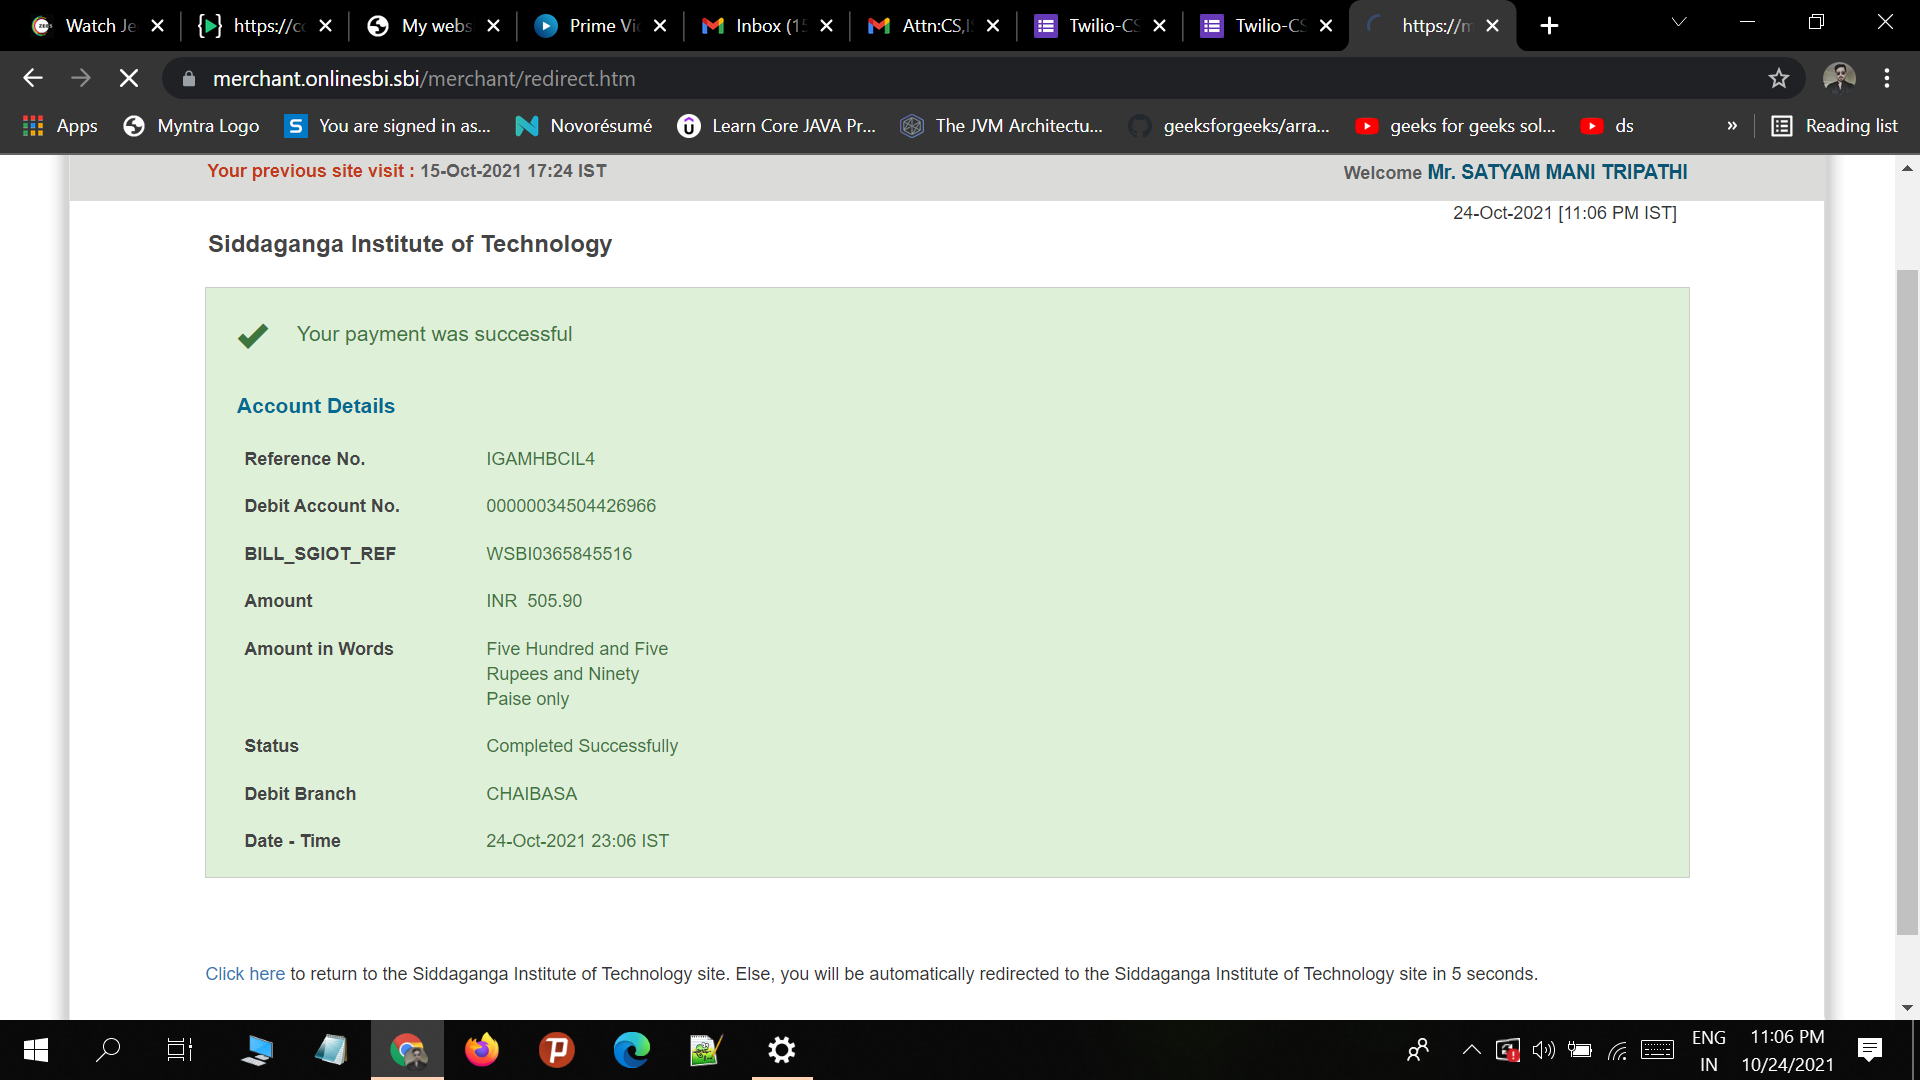 Watch Je
https://co
My webs
Prime Vi
Inbox (15
Attn:CS,I
Twilio-CS
Twilio-CS
https://m
merchant.onlinesbi.sbi/merchant/redirect.htm
Apps
Myntra Logo
You are signed in as...
Novorésumé
Learn Core JAVA Pr...
The JVM Architectu...
geeksforgeeks/arra...
geeks for geeks sol...
ds
»
Reading list
Your previous site visit : 15-Oct-2021 17:24 IST
Welcome Mr. SATYAM MANI TRIPATHI
24-Oct-2021 [11:06 PM IST]
Siddaganga Institute of Technology
Your payment was successful
Account Details
Reference No. IGAMHBCIL4
Debit Account No. 00000034504426966
BILL_SGIOT_REF WSBI0365845516
Amount INR 505.90
Amount in Words Five Hundred and Five
Rupees and Ninety
Paise only
Status Completed Successfully
Debit Branch CHAIBASA
Date - Time 24-Oct-2021 23:06 IST
Click here to return to the Siddaganga Institute of Technology site. Else, you will be automatically redirected to the Siddaganga Institute of Technology site in 5 seconds.
ENG
IN
11:06 PM
10/24/2021